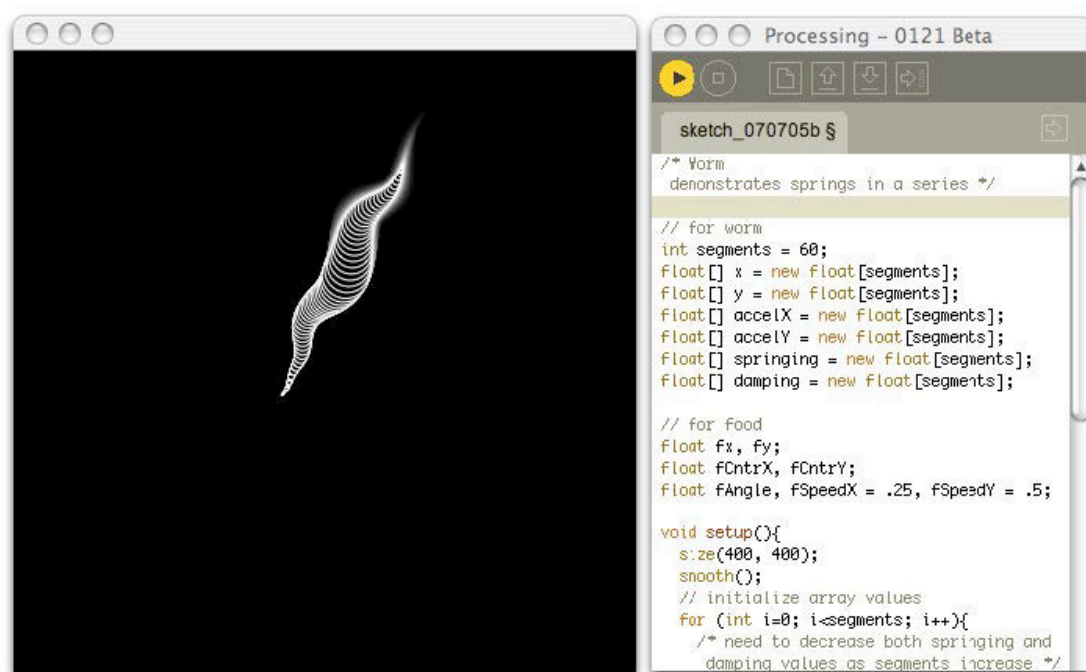 Processing – 0121 Beta
sketch_070705b §
/* Worm
demonstrates springs in a series */
// for worm
int segments = 60;
float[] x = new float[segments];
float[] y = new float[segments];
float[] accelX = new float[segments];
float[] accelY = new float[segments];
float[] springing = new float[segments];
float[] damping = new float[segments];
// for food
float fx, fy;
float fCntrX, fCntrY;
float fAngle, fSpeedX = .25, fSpeedY = .5;
void setup(){
size(400, 400);
smooth();
// initialize array values
for (int i=0; i<segments; i++){
/* need to decrease both springing and
damping values as segments increase */